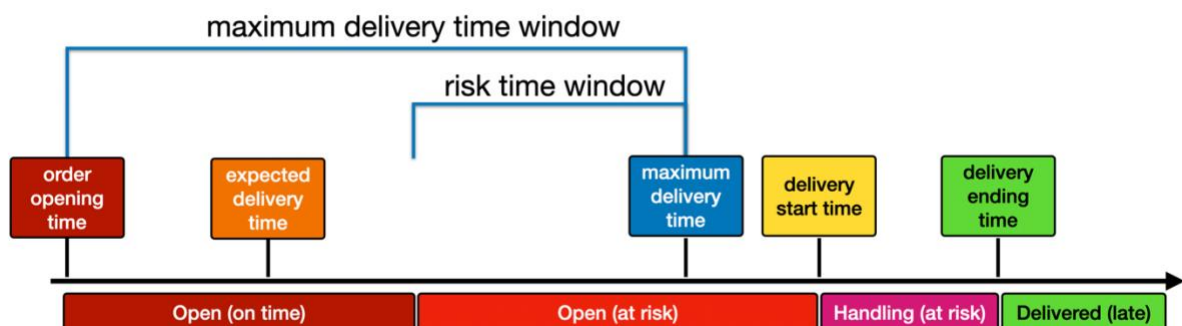 maximum delivery time window
risk time window
order
opening
time
expected
delivery
time
maximum
delivery
time
delivery
start time
delivery
ending
time
Open (on time)
Open (at risk)
Handling (at risk)
Delivered (late)